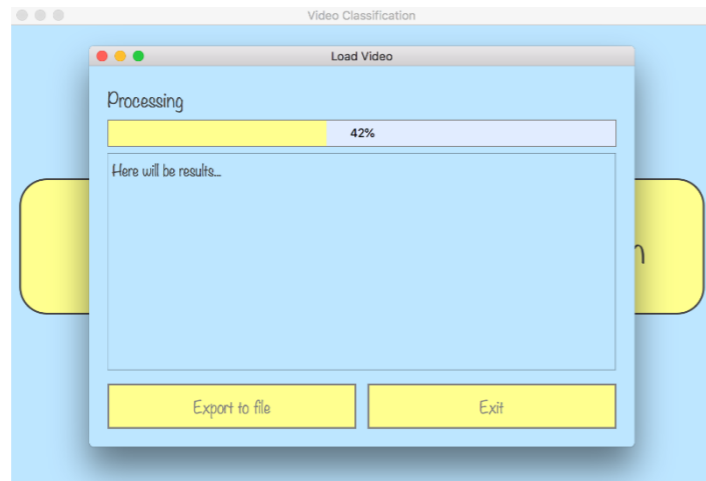 Video Classification
Load Video
Processing
42%
Here will be results...
Export to file
Exit